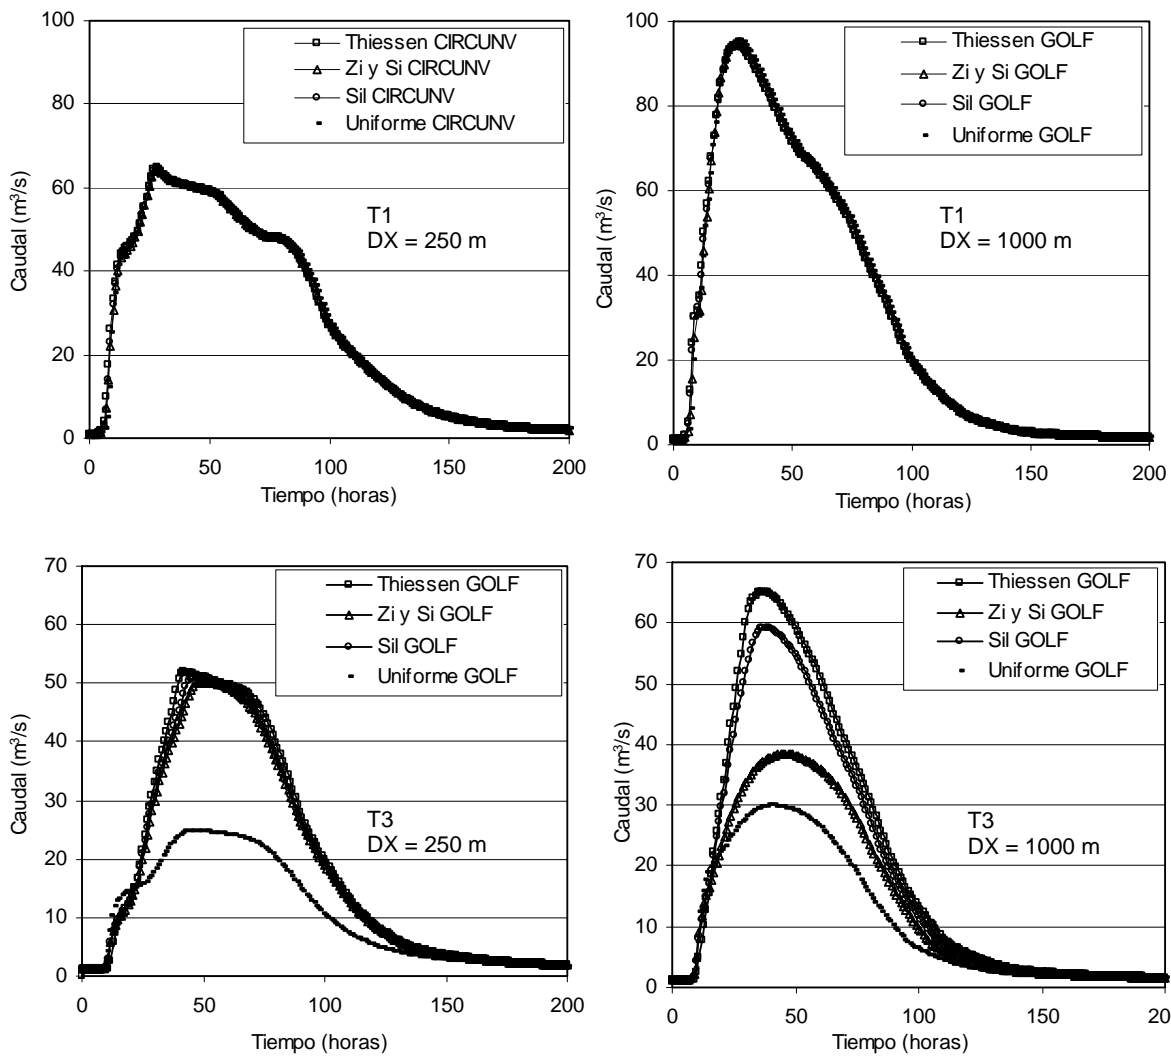 100
80
60
40
20
0
Caudal (m³/s)
Thiessen CIRCUNV
Zi y Si CIRCUNV
Sil CIRCUNV
Uniforme CIRCUNV
T1
DX = 250 m
0 50 100 150 200
Tiempo (horas)
100
80
60
40
20
0
Caudal (m³/s)
Thiessen GOLF
Zi y Si GOLF
Sil GOLF
Uniforme GOLF
T1
DX = 1000 m
0 50 100 150 200
Tiempo (horas)
70
60
50
40
30
20
10
0
Caudal (m³/s)
Thiessen GOLF
Zi y Si GOLF
Sil GOLF
Uniforme GOLF
T3
DX = 250 m
0 50 100 150 200
Tiempo (horas)
70
60
50
40
30
20
10
0
Caudal (m³/s)
Thiessen GOLF
Zi y Si GOLF
Sil GOLF
Uniforme GOLF
T3
DX = 1000 m
0 50 100 150 200
Tiempo (horas)